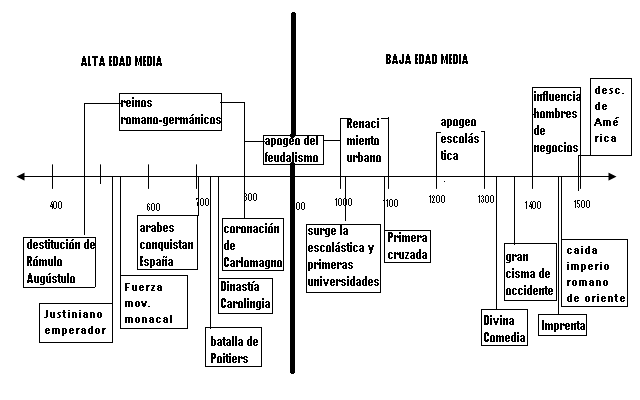 ALTA EDAD MEDIA
BAJA EDAD MEDIA
reinos
romano-germánicos
apogeo del
feudalismo
Renaci
miento
urbano
apogeo
escolás
tica
influencia
hombres
de
negocios
desc.
de
Amé
rica
400
600
700
800
900
1000
1100
1200
1300
1400
1500
destitución de
Rómulo
Augústulo
Justiniano
emperador
Fuerza
mov.
monacal
arabes
conquistan
España
coronación
de
Carlomagno
Dinastía
Carolingia
batalla de
Poitiers
surge la
escolástica y
primeras
universidades
Primera
cruzada
Divina
Comedia
gran
cisma de
occidente
Imprenta
caida
imperio
romano
de oriente